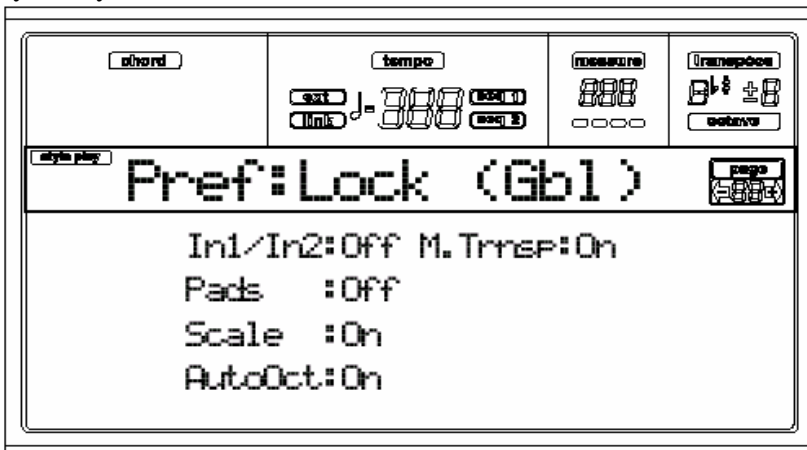 chord
tempo
measure
transpose
ext
link
seq 1
seq 2
octave
style play
page
Pref:Lock (Gbl)
In1/In2:Off M.Trnsp:On
Pads :Off
Scale :On
AutoOct:On